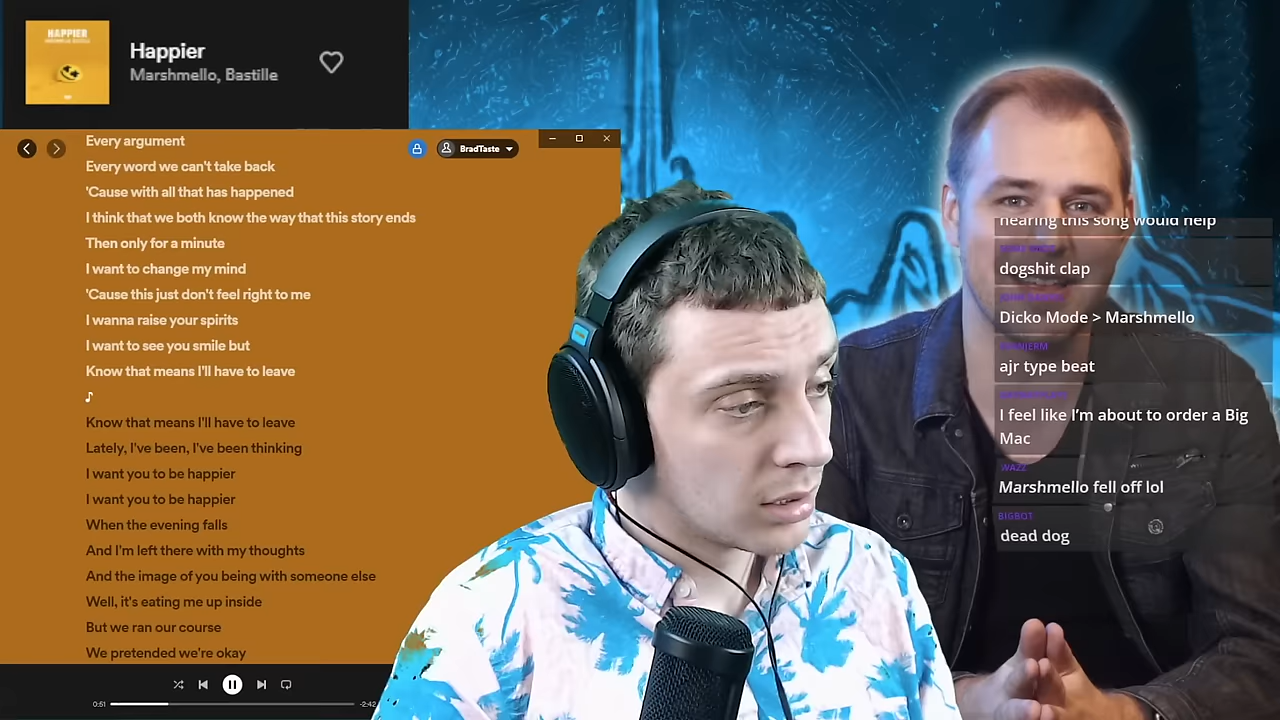 HAPPIER
Happier
Marshmello, Bastille
BradTaste
Every argument
Every word we can't take back
'Cause with all that has happened
I think that we both know the way that this story ends
Then only for a minute
I want to change my mind
'Cause this just don't feel right to me
I wanna raise your spirits
I want to see you smile but
Know that means I'll have to leave
♪
Know that means I'll have to leave
Lately, I've been, I've been thinking
I want you to be happier
I want you to be happier
When the evening falls
And I'm left there with my thoughts
And the image of you being with someone else
Well, it's eating me up inside
But we ran our course
We pretended we're okay
0:51
-2:42
hearing this song would help
dogshit clap
Dicko Mode > Marshmello
ajr type beat
I feel like I'm about to order a Big
Mac
WAZZ
Marshmello fell off lol
BIGBOT
dead dog